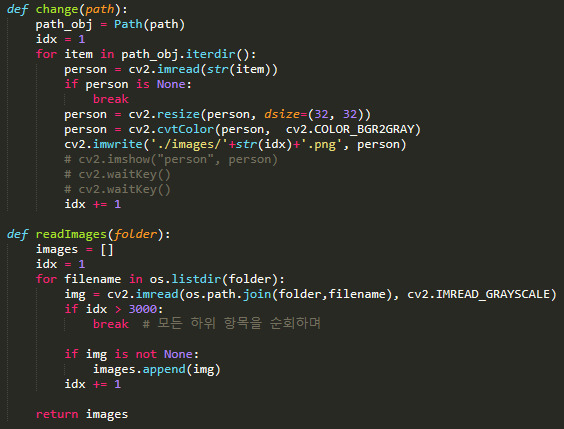 def change(path):
    path_obj = Path(path)
    idx = 1
    for item in path_obj.iterdir():
        person = cv2.imread(str(item))
        if person is None:
            break
        person = cv2.resize(person, dsize=(32, 32))
        person = cv2.cvtColor(person,  cv2.COLOR_BGR2GRAY)
        cv2.imwrite('./images/'+str(idx)+'.png', person)
        # cv2.imshow("person", person)
        # cv2.waitKey()
        # cv2.waitKey()
        idx += 1

def readImages(folder):
    images = []
    idx = 1
    for filename in os.listdir(folder):
        img = cv2.imread(os.path.join(folder,filename), cv2.IMREAD_GRAYSCALE)
        if idx > 3000:
            break  # 모든 하위 항목을 순회하며

        if img is not None:
            images.append(img)
        idx += 1

    return images